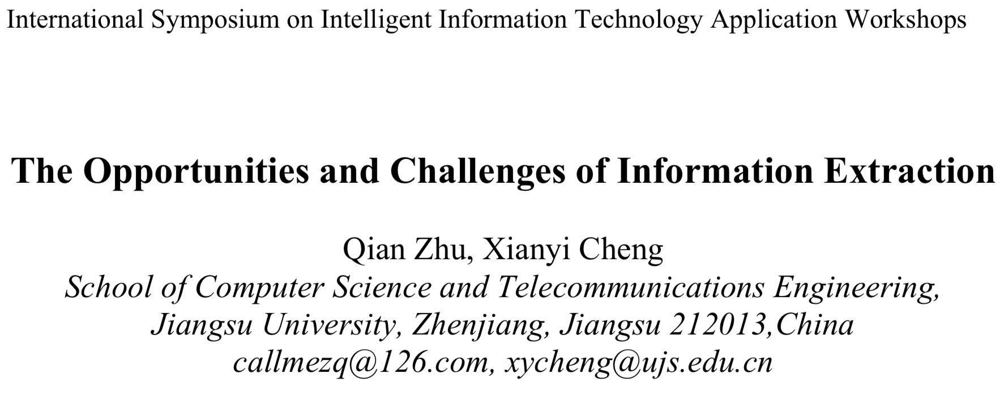 International Symposium on Intelligent Information Technology Application Workshops
The Opportunities and Challenges of Information Extraction
Qian Zhu, Xianyi Cheng
School of Computer Science and Telecommunications Engineering,
Jiangsu University, Zhenjiang, Jiangsu 212013,China
callmezq@126.com, xycheng@ujs.edu.cn